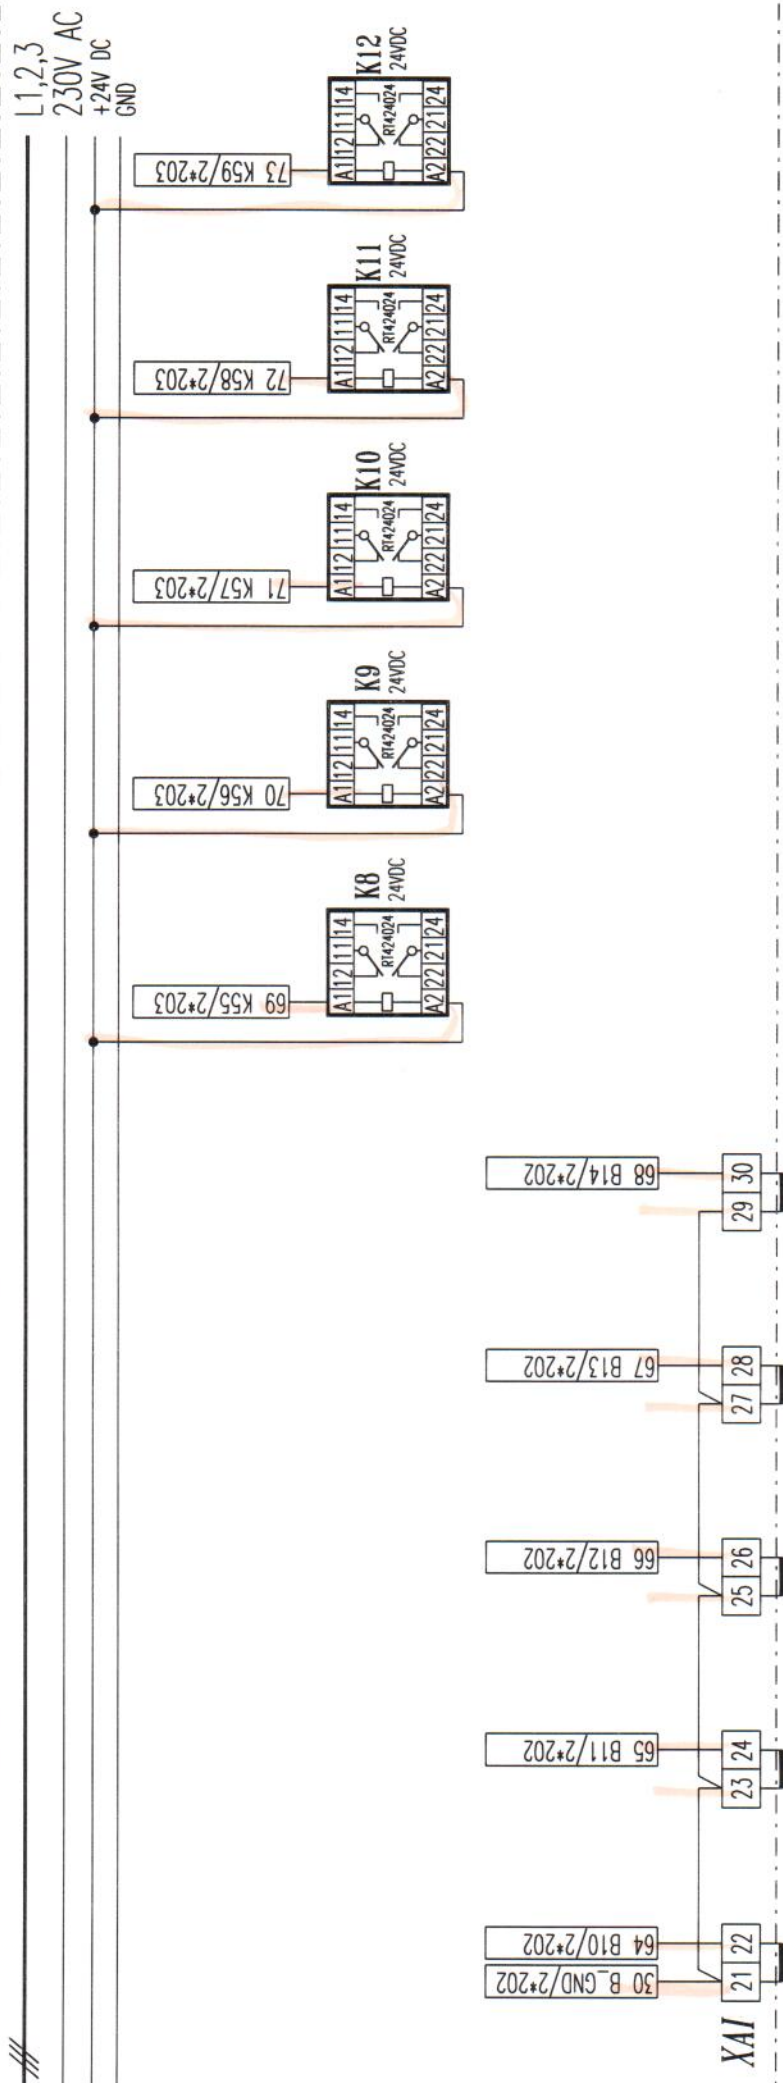 L1,2,3
230V AC
+24V DC
GND
73 K59/2*203
K12
24VDC
A1 12 11 14
RT424024
A2 22 21 24
72 K58/2*203
K11
24VDC
A1 12 11 14
RT424024
A2 22 21 24
71 K57/2*203
K10
24VDC
A1 12 11 14
RT424024
A2 22 21 24
70 K56/2*203
K9
24VDC
A1 12 11 14
RT424024
A2 22 21 24
69 K55/2*203
K8
24VDC
A1 12 11 14
RT424024
A2 22 21 24
68 B14/2*202
29 30
67 B13/2*202
27 28
66 B12/2*202
25 26
65 B11/2*202
23 24
64 B10/2*202
30 B_GND/2*202
21 22
XAI